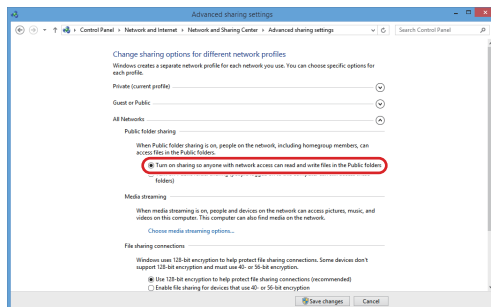 Advanced sharing settings
Control Panel Network and Internet Network and Sharing Center Advanced sharing settings
Search Control Panel
Change sharing options for different network profiles
Windows creates a separate network profile for each network you use. You can choose specific options for
each profile.
Private (current profile)
Guest or Public
All Networks
Public folder sharing
When Public folder sharing is on, people on the network, including homegroup members, can
access files in the Public folders.
Turn on sharing so anyone with network access can read and write files in the Public folders
folders)
Media streaming
When media streaming is on, people and devices on the network can access pictures, music, and
videos on this computer. This computer can also find media on the network.
Choose media streaming options...
File sharing connections
Windows uses 128-bit encryption to help protect file sharing connections. Some devices don't
support 128-bit encryption and must use 40- or 56-bit encryption.
Use 128-bit encryption to help protect file sharing connections (recommended)
Enable file sharing for devices that use 40- or 56-bit encryption
Save changes
Cancel